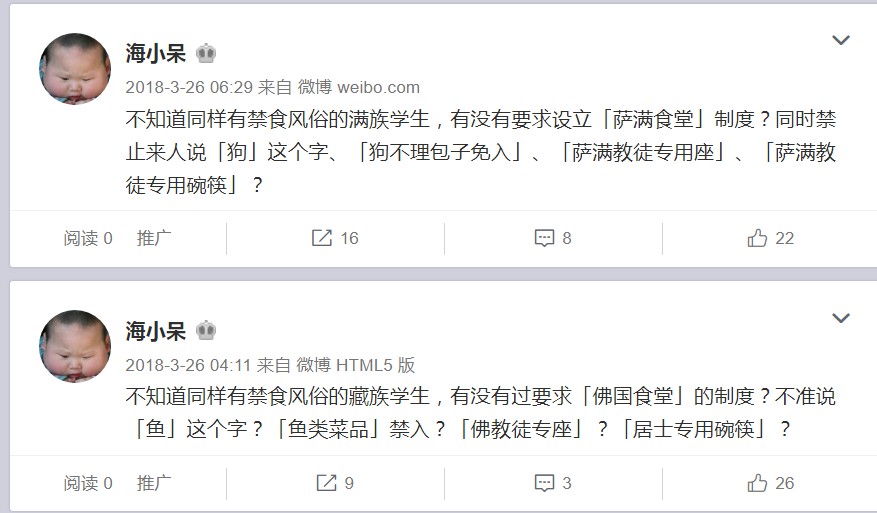 海小呆
2018-3-26 06:29 来自 微博 weibo.com
不知道同样有禁食风俗的满族学生，有没有要求设立「萨满食堂」制度？同时禁
止来人说「狗」这个字、「狗不理包子免入」、「萨满教徒专用座」、「萨满教
徒专用碗筷」？
阅读 0 推广 16 8 22
海小呆
2018-3-26 04:11 来自 微博 HTML5 版
不知道同样有禁食风俗的藏族学生，有没有过要求「佛国食堂」的制度？不准说
「鱼」这个字？「鱼类菜品」禁入？「佛教徒专座」？「居士专用碗筷」？
阅读 0 推广 9 3 26